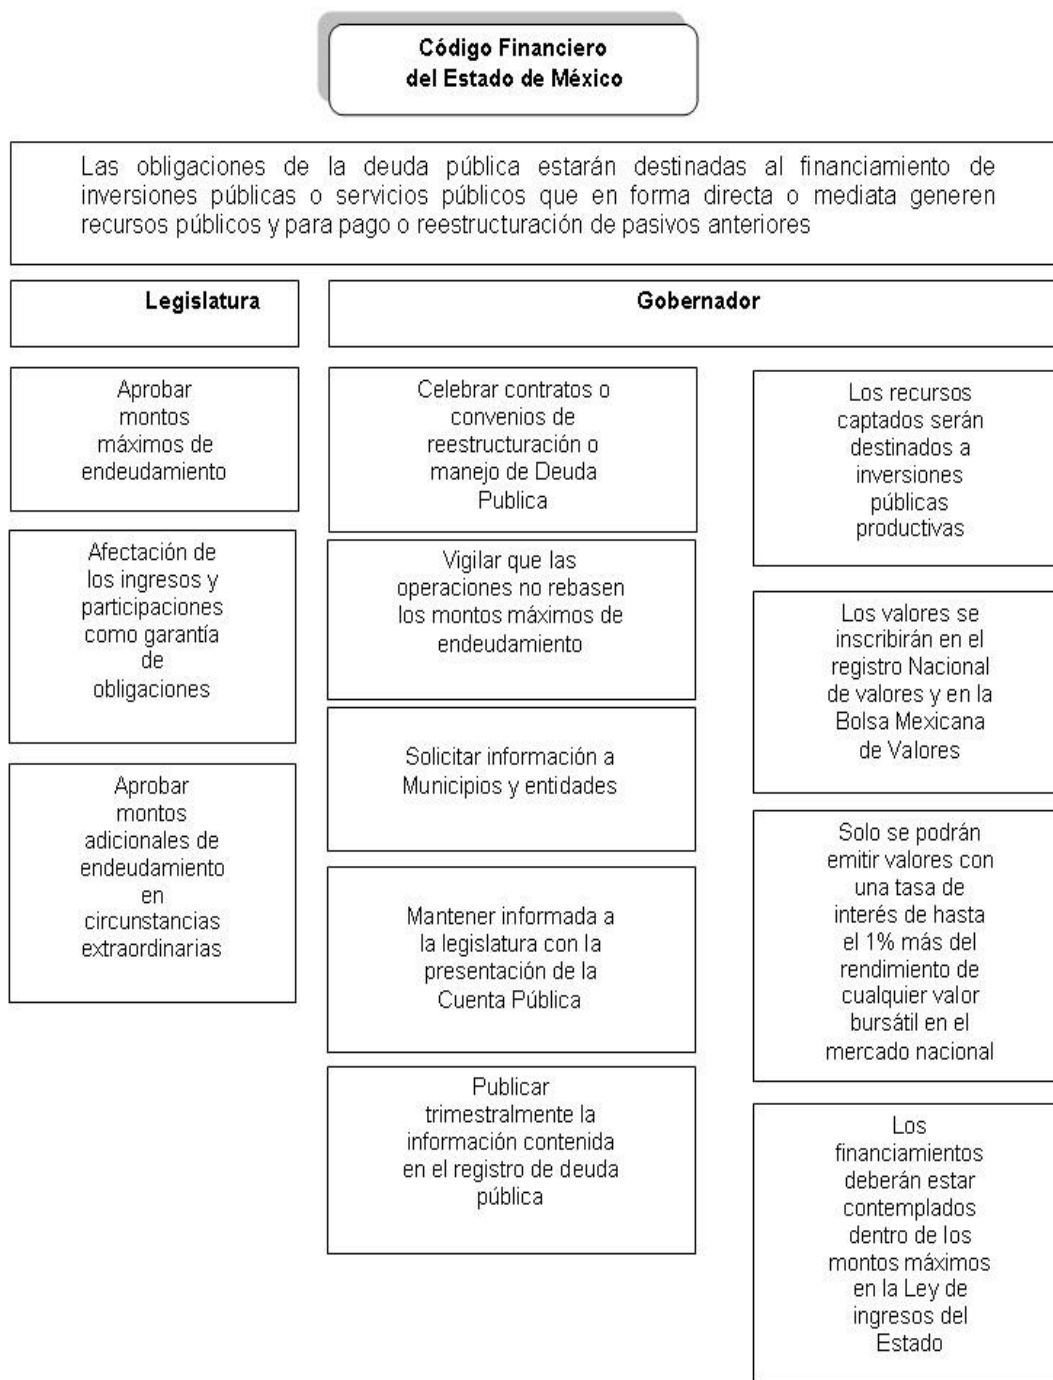 Código Financiero
del Estado de México
Las obligaciones de la deuda pública estarán destinadas al financiamiento de
inversiones públicas o servicios públicos que en forma directa o mediata generen
recursos públicos y para pago o reestructuración de pasivos anteriores
Legislatura
Gobernador
Aprobar
montos
máximos de
endeudamiento
Afectación de
los ingresos y
participaciones
como garantía
de
obligaciones
Aprobar
montos
adicionales de
endeudamiento
en
circunstancias
extraordinarias
Celebrar contratos o
convenios de
reestructuración o
manejo de Deuda
Publica
Vigilar que las
operaciones no rebasen
los montos máximos de
endeudamiento
Solicitar información a
Municipios y entidades
Mantener informada a
la legislatura con la
presentación de la
Cuenta Pública
Publicar
trimestralmente la
información contenida
en el registro de deuda
pública
Los recursos
captados serán
destinados a
inversiones
públicas
productivas
Los valores se
inscribirán en el
registro Nacional
de valores y en la
Bolsa Mexicana
de Valores
Solo se podrán
emitir valores con
una tasa de
interés de hasta
el 1% más del
rendimiento de
cualquier valor
bursátil en el
mercado nacional
Los
financiamientos
deberán estar
contemplados
dentro de los
montos máximos
en la Ley de
ingresos del
Estado